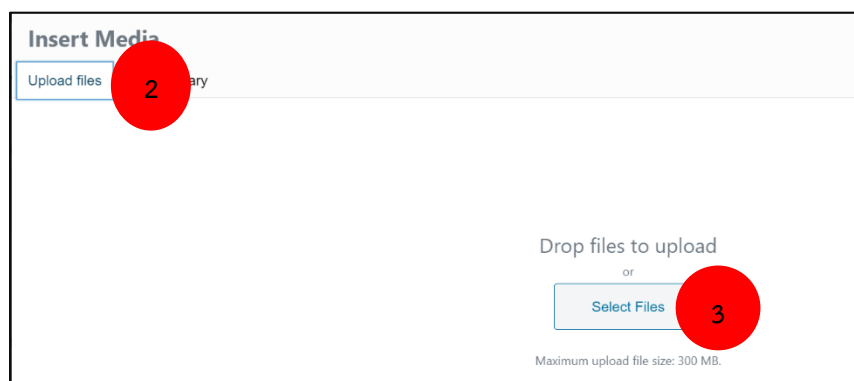 Insert Media
Upload files 2 ary
Drop files to upload
or
Select Files 3
Maximum upload file size: 300 MB.